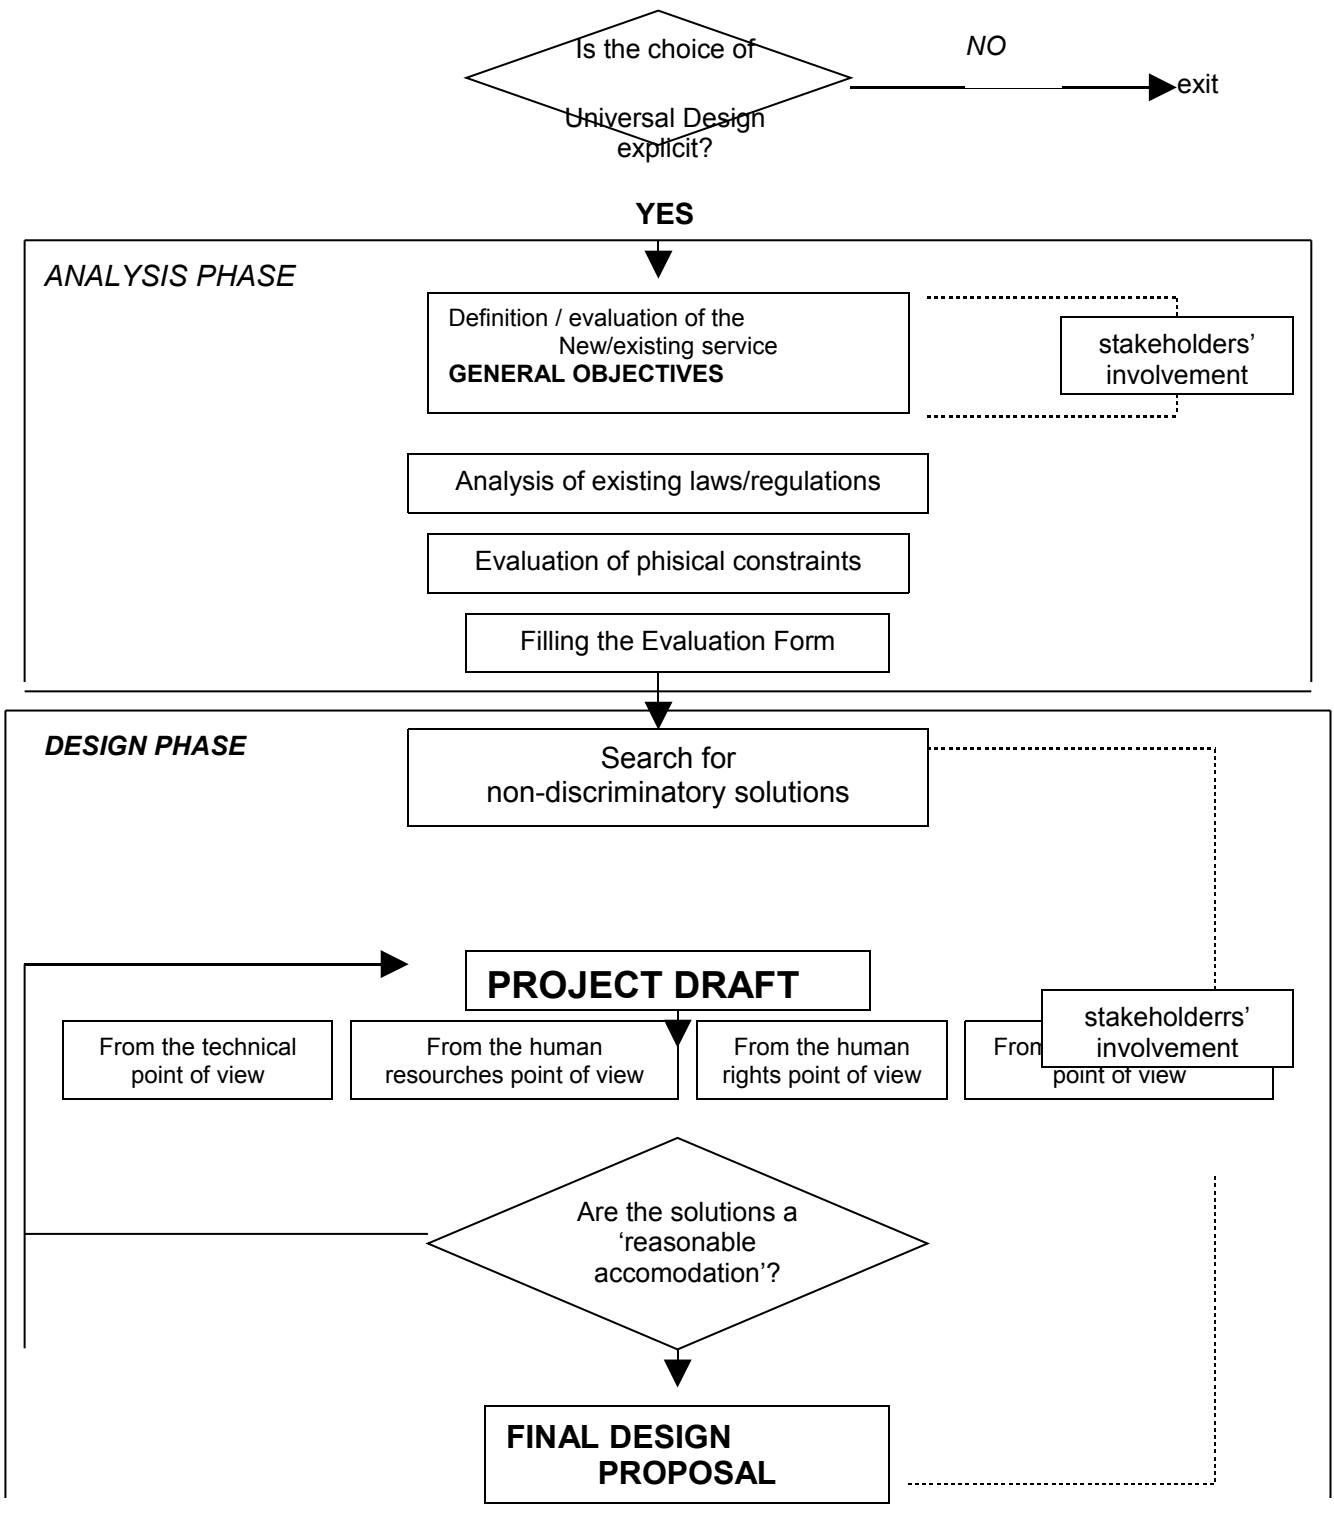 Is the choice of
NO
exit
Universal Design
explicit?
YES
ANALYSIS PHASE
Definition / evaluation of the
New/existing service
GENERAL OBJECTIVES
stakeholders’
involvement
Analysis of existing laws/regulations
Evaluation of phisical constraints
Filling the Evaluation Form
DESIGN PHASE
Search for
non-discriminatory solutions
PROJECT DRAFT
From the technical
point of view
From the human
resourches point of view
From the human
rights point of view
From
point of view
stakeholderrs’
involvement
Are the solutions a
‘reasonable
accomodation’?
FINAL DESIGN
PROPOSAL